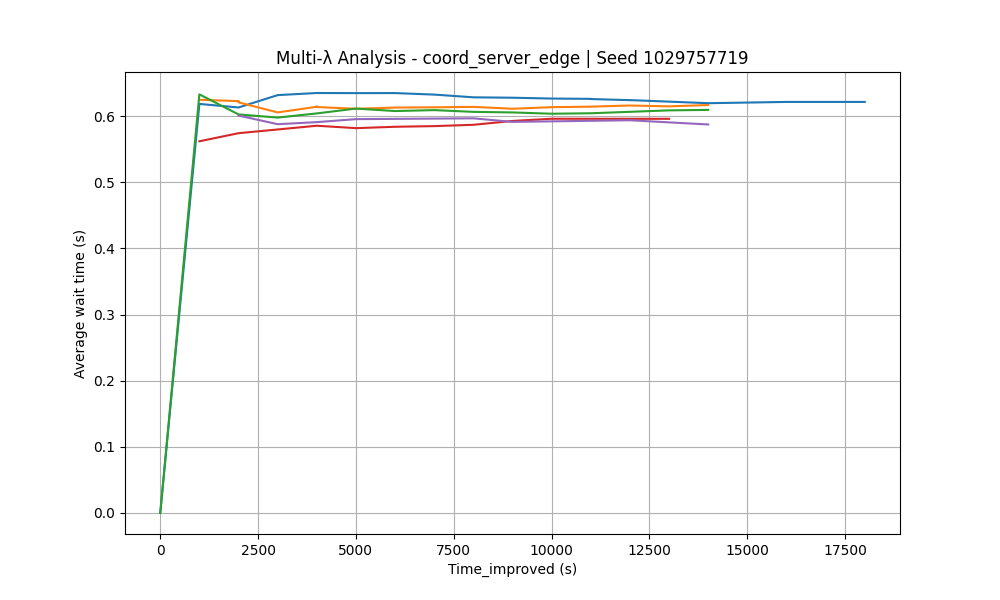 Multi-λ Analysis - coord_server_edge | Seed 1029757719
Average wait time (s)
0.6
0.5
0.4
0.3
0.2
0.1
0.0
0 2500 5000 7500 10000 12500 15000 17500
Time_improved (s)